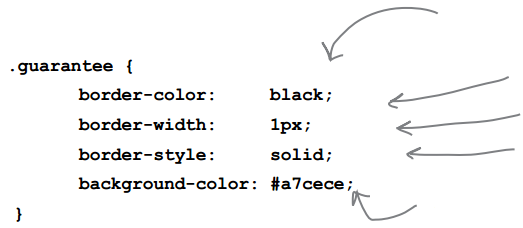 .guarantee {
border-color: black;
border-width: 1px;
border-style: solid;
background-color: #a7cece;
}